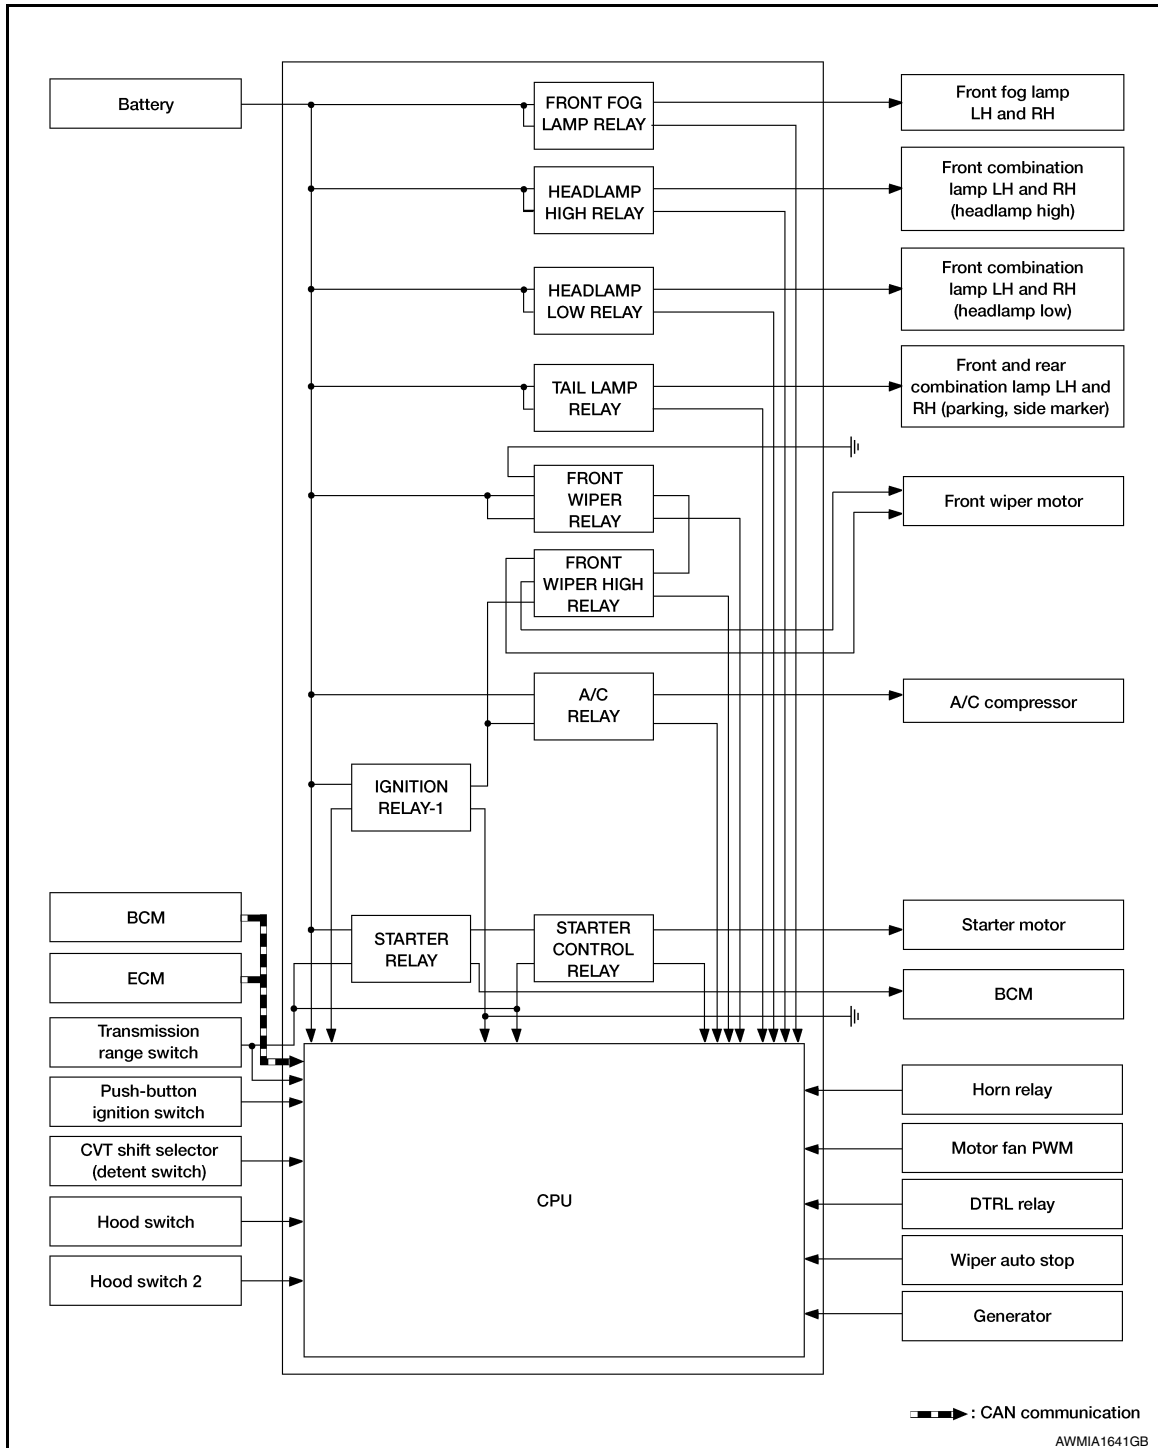 Battery
FRONT FOG
LAMP RELAY
Front fog lamp
LH and RH
HEADLAMP
HIGH RELAY
Front combination
lamp LH and RH
(headlamp high)
HEADLAMP
LOW RELAY
Front combination
lamp LH and RH
(headlamp low)
TAIL LAMP
RELAY
Front and rear
combination lamp LH and
RH (parking, side marker)
FRONT
WIPER
RELAY
Front wiper motor
FRONT
WIPER HIGH
RELAY
A/C
RELAY
A/C compressor
IGNITION
RELAY-1
BCM
STARTER
RELAY
STARTER
CONTROL
RELAY
Starter motor
ECM
BCM
Transmission
range switch
Push-button
ignition switch
Horn relay
CVT shift selector
(detent switch)
Motor fan PWM
CPU
DTRL relay
Hood switch
Wiper auto stop
Hood switch 2
Generator
: CAN communication
AWMIA1641GB